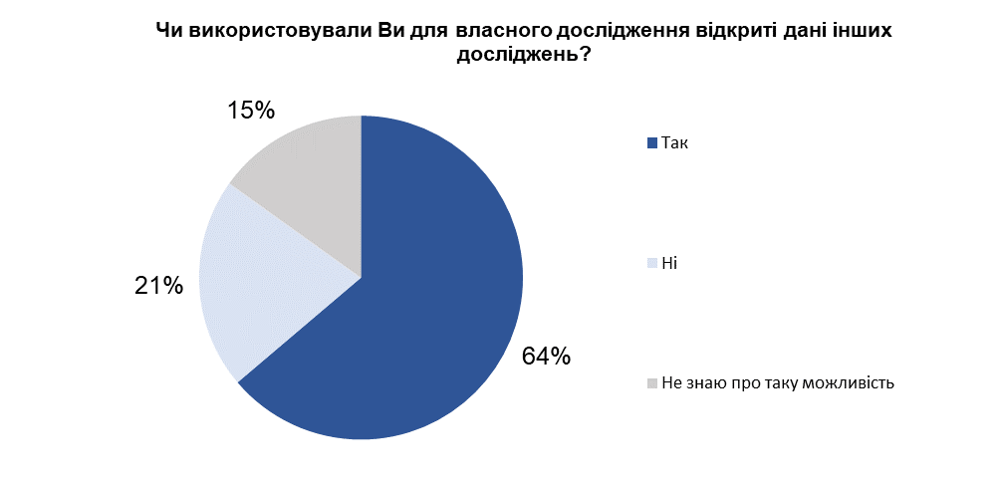 Чи використовували Ви для власного дослідження відкриті дані інших
досліджень?
15%
Так
Ні
21%
64%
Не знаю про таку можливість